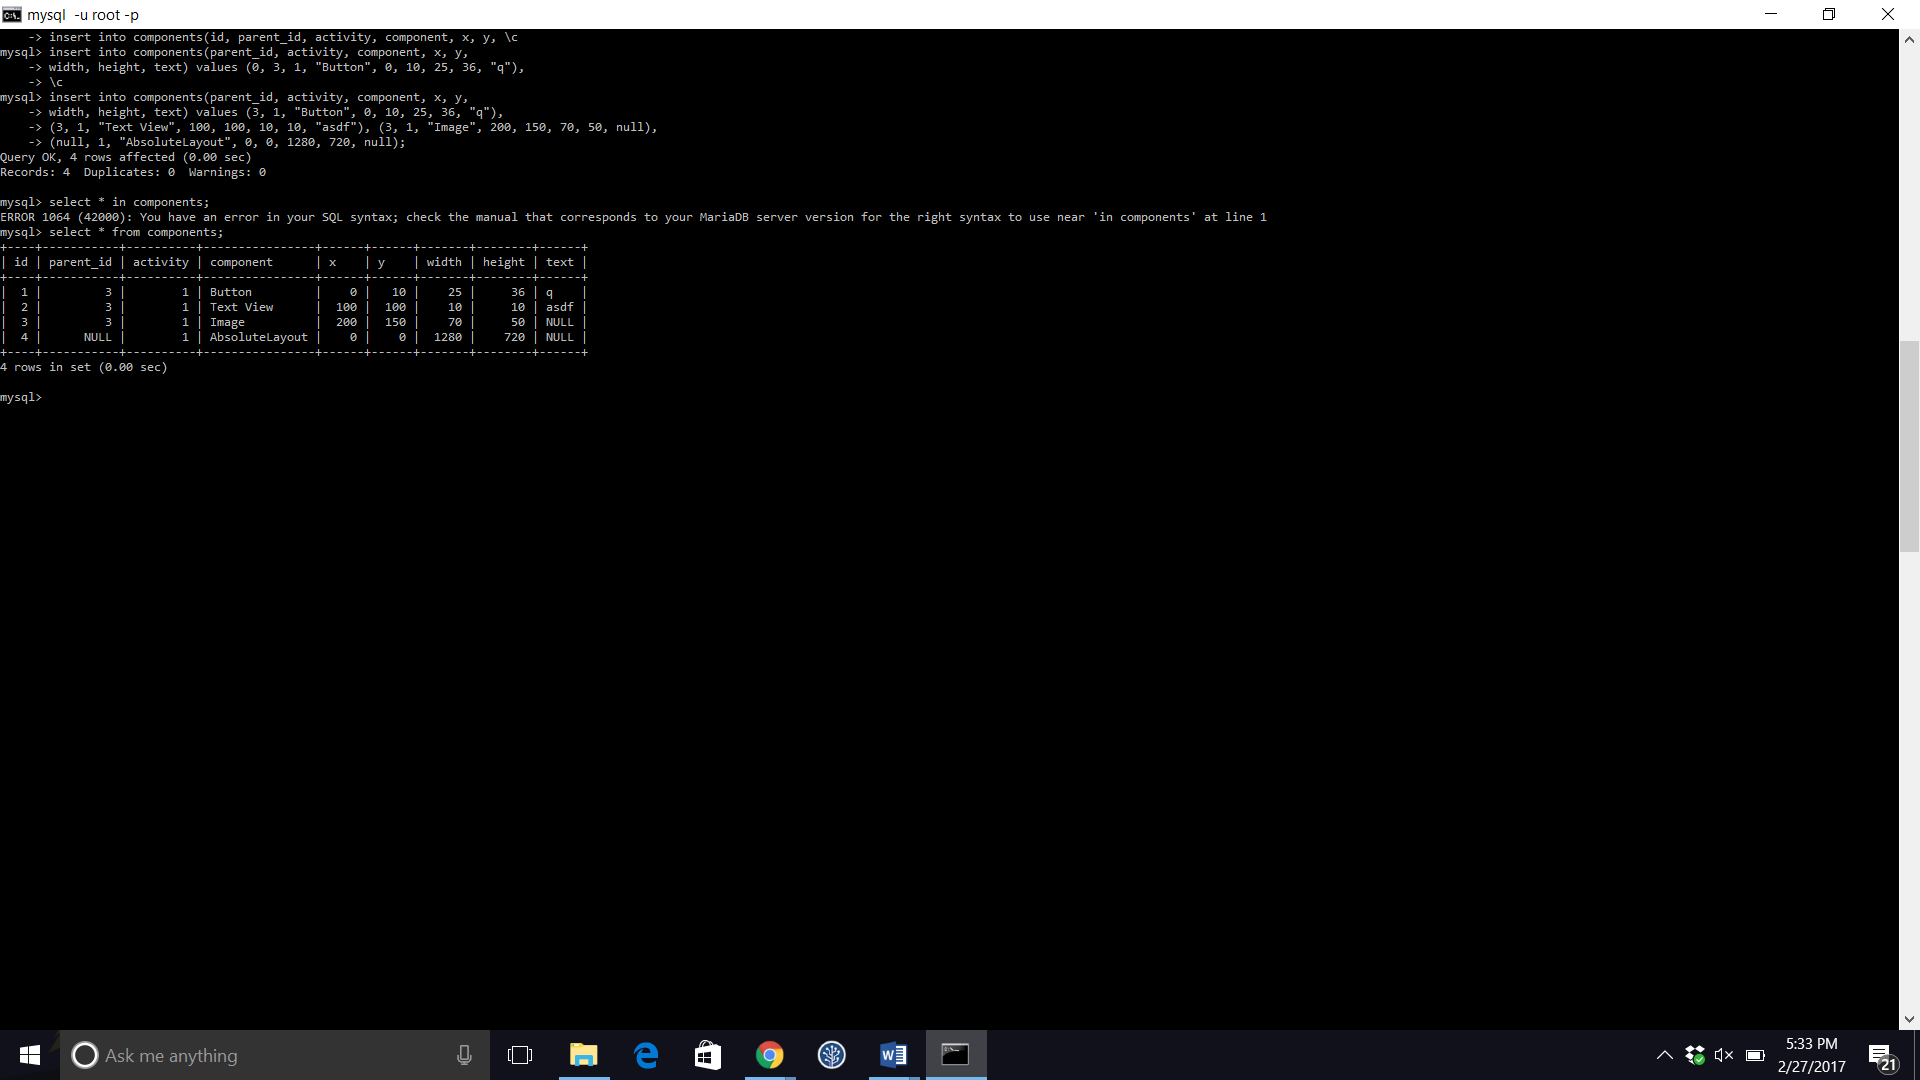 mysql  -u root -p
    -> insert into components(id, parent_id, activity, component, x, y, \c
mysql> insert into components(parent_id, activity, component, x, y,
    -> width, height, text) values (0, 3, 1, "Button", 0, 10, 25, 36, "q"),
    -> \c
mysql> insert into components(parent_id, activity, component, x, y,
    -> width, height, text) values (3, 1, "Button", 0, 10, 25, 36, "q"),
    -> (3, 1, "Text View", 100, 100, 10, 10, "asdf"), (3, 1, "Image", 200, 150, 70, 50, null),
    -> (null, 1, "AbsoluteLayout", 0, 0, 1280, 720, null);
Query OK, 4 rows affected (0.00 sec)
Records: 4  Duplicates: 0  Warnings: 0
mysql> select * in components;
ERROR 1064 (42000): You have an error in your SQL syntax; check the manual that corresponds to your MariaDB server version for the right syntax to use near 'in components' at line 1
mysql> select * from components;
+----+-----------+----------+----------------+------+------+-------+--------+------+
| id | parent_id | activity | component      | x    | y    | width | height | text |
+----+-----------+----------+----------------+------+------+-------+--------+------+
|  1 |         3 |        1 | Button         |    0 |   10 |    25 |     36 | q    |
|  2 |         3 |        1 | Text View      |  100 |  100 |    10 |     10 | asdf |
|  3 |         3 |        1 | Image          |  200 |  150 |    70 |     50 | NULL |
|  4 |      NULL |        1 | AbsoluteLayout |    0 |    0 |  1280 |    720 | NULL |
+----+-----------+----------+----------------+------+------+-------+--------+------+
4 rows in set (0.00 sec)
mysql>
Ask me anything
5:33 PM
2/27/2017
21